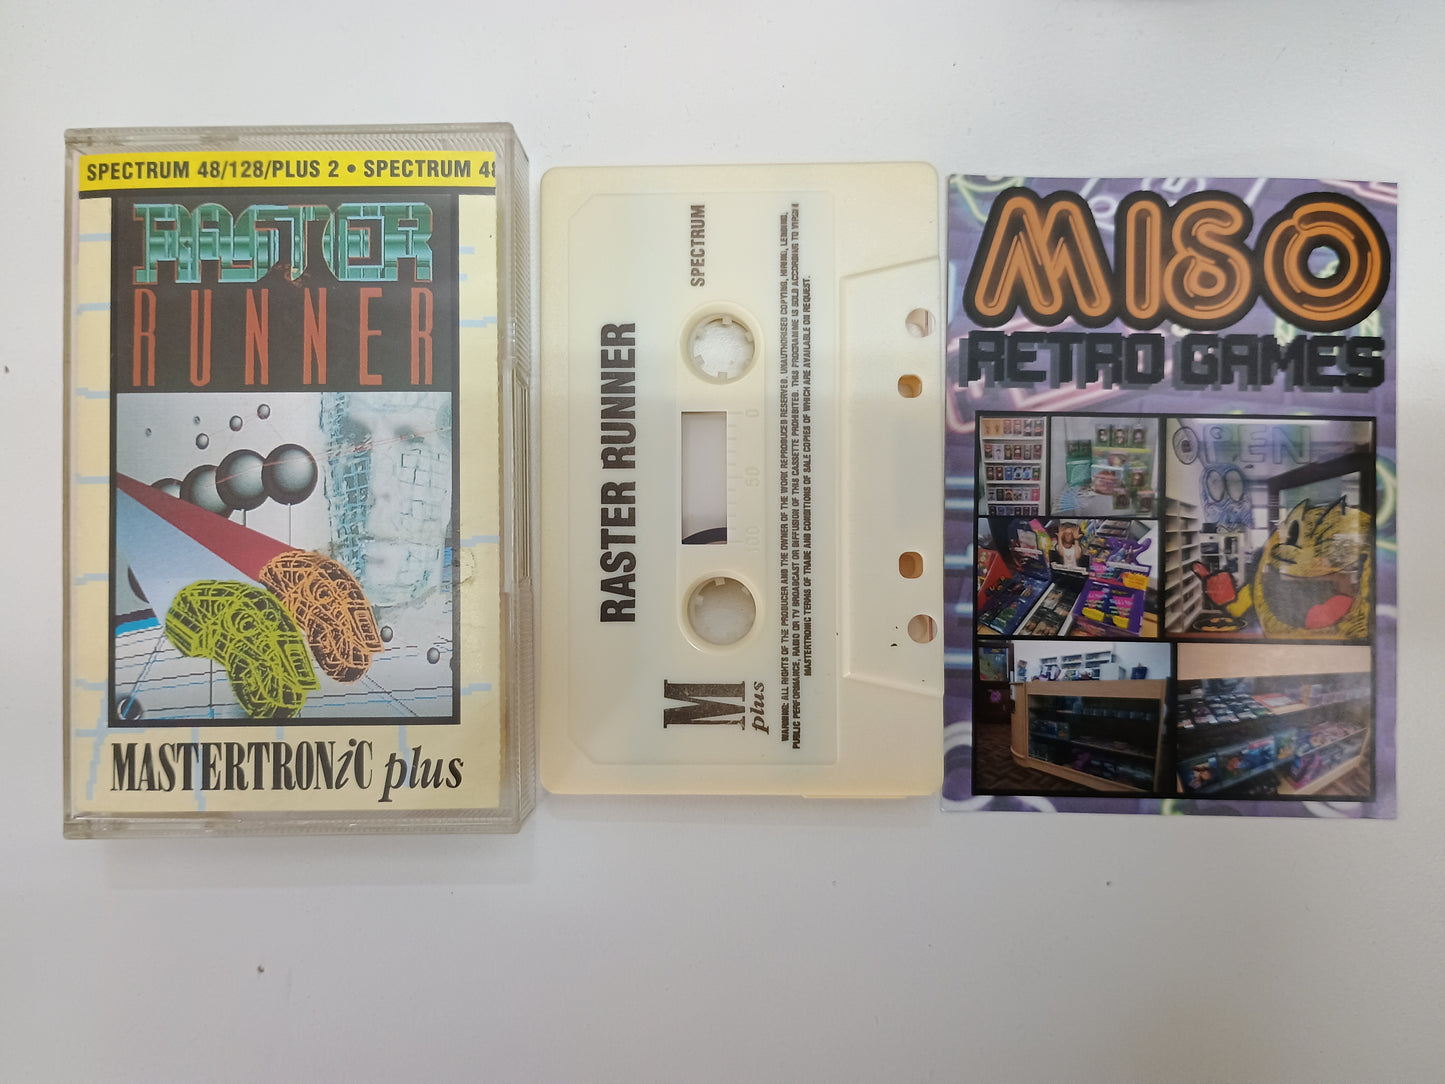 SPECTRUM 48/128/PLUS 2 • SPECTRUM 48
RASTER
RUNNER
MASTERTRONiC plus
SPECTRUM
RASTER RUNNER
M
plus
WARNING: ALL RIGHTS OF THE PRODUCER AND THE OWNER OF THE WORK REPRODUCED RESERVED. UNAUTHORISED COPYING, HIRING, LENDING,
PUBLIC PERFORMANCE, RADIO OR TV BROADCAST OR DIFFUSION OF THIS CASSETTE PROHIBITED. THIS PROGRAMME IS SOLD ACCORDING TO VIRGIN
MASTERTRONIC TERMS OF TRADE AND CONDITIONS OF SALE COPIES OF WHICH ARE AVAILABLE ON REQUEST.
100 50 0
MISO
RETRO GAMES
OPEN